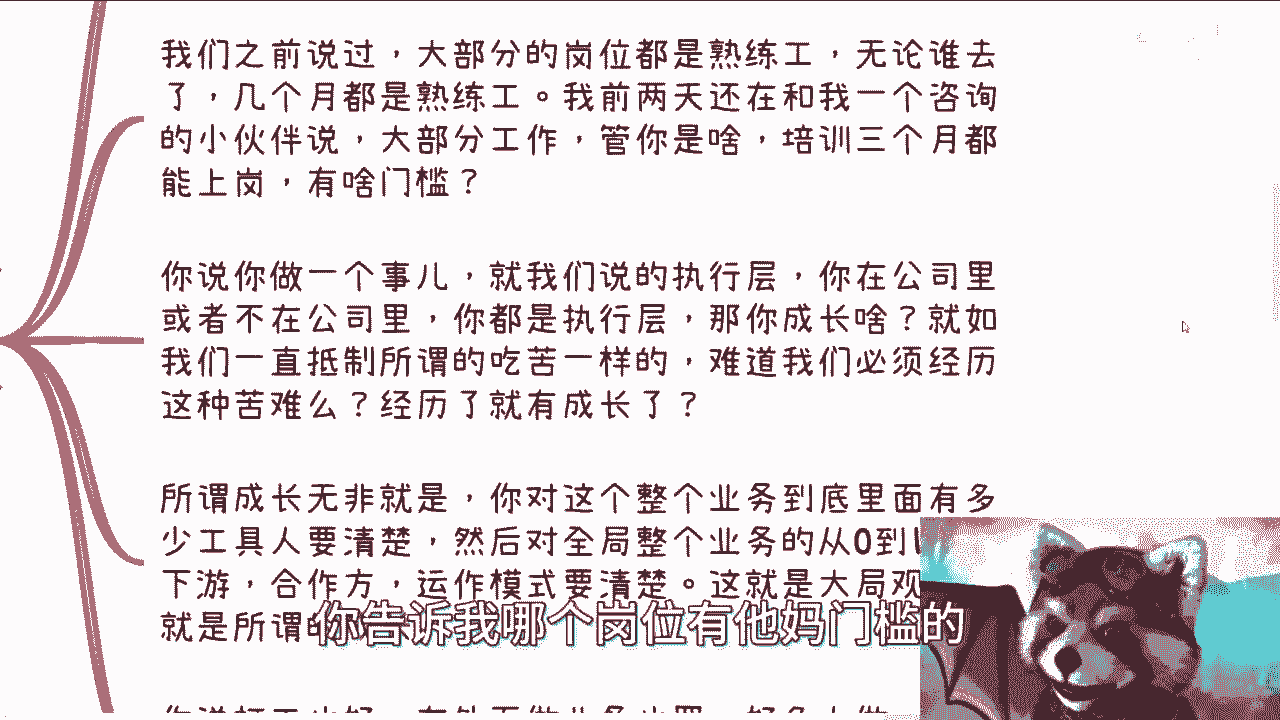 我们之前说过，大部分的岗位都是熟练工，无论谁去
了，几个月都是熟练工。我前两天还在和我一个咨询
的小伙伴说，大部分工作，管你是啥，培训三个月都
能上岗，有啥门槛？
你说你做一个事儿，就我们说的执行层，你在公司里
或者不在公司里，你都是执行层，那你成长啥？就如
我们一直抵制所谓的吃苦一样的，难道我们必须经历
这种苦难么？经历了就有成长了？
所谓成长无非就是，你对这个整个业务到底里面有多
少工具人要清楚，然后对全局整个业务的从0到
下游，合作方，运作模式要清楚。这就是大局观
就是所谓的
你告诉我哪个岗位有他妈门槛的